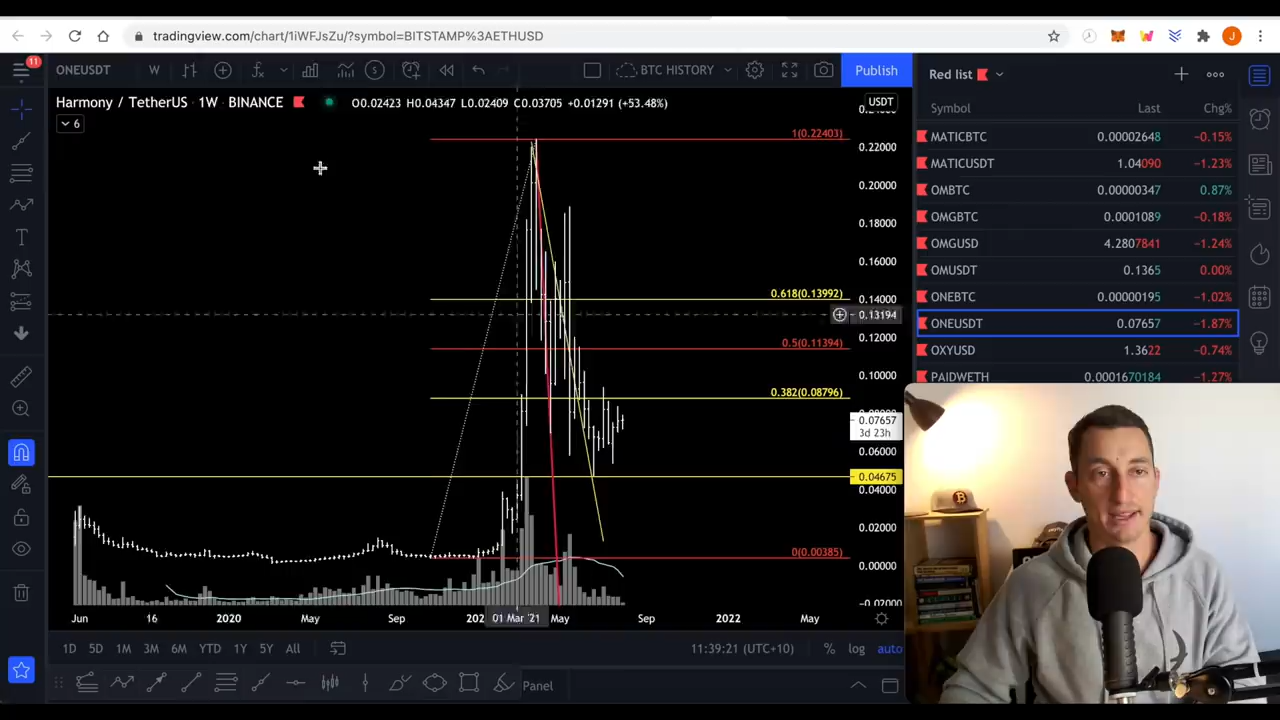 tradingview.com/chart/1iWFJsZu/?symbol=BITSTAMP%3AETHUSD
J
11
ONEUSDT
W
BTC HISTORY
Publish
Red list
Harmony / TetherUS · 1W · BINANCE
O0.02423 H0.04347 L0.02409 C0.03705 +0.01291 (+53.48%)
USDT
6
Symbol
Last
Chg%
MATICBTC 0.00002648 −0.15%
MATICUSDT 1.04090 −1.23%
OMBTC 0.00000347 0.87%
OMGBTC 0.0001089 −0.18%
OMGUSD 4.2807841 −1.24%
OMUSDT 0.1365 0.00%
ONEBTC 0.00000195 −1.02%
ONEUSDT 0.07657 −1.87%
OXYUSD 1.3622 −0.74%
PAIDWETH 0.0001670184 −1.27%
1(0.22403)
0.618(0.13992)
0.5(0.11394)
0.382(0.08796)
0(0.00385)
0.22000
0.20000
0.18000
0.16000
0.14000
0.13194
0.12000
0.10000
0.07657
3d 23h
0.06000
0.04675
0.04000
0.02000
0.00000
Jun 16 2020 May Sep 01 Mar '21 May Sep 2022 May
1D 5D 1M 3M 6M YTD 1Y 5Y All
11:39:21 (UTC+10) % log auto
Panel